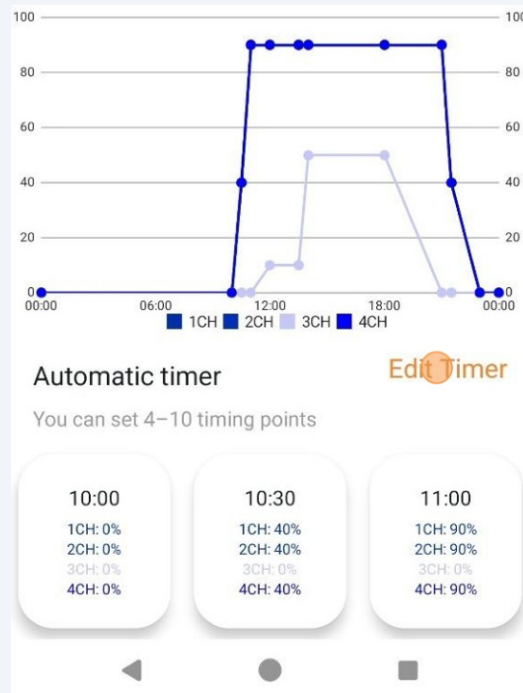 100 100
80 80
60 60
40 40
20 20
0 0
00:00 06:00 12:00 18:00 00:00
1CH 2CH 3CH 4CH
Automatic timer
Edit Timer
You can set 4–10 timing points
10:00
1CH: 0%
2CH: 0%
3CH: 0%
4CH: 0%
10:30
1CH: 40%
2CH: 40%
3CH: 0%
4CH: 40%
11:00
1CH: 90%
2CH: 90%
3CH: 0%
4CH: 90%